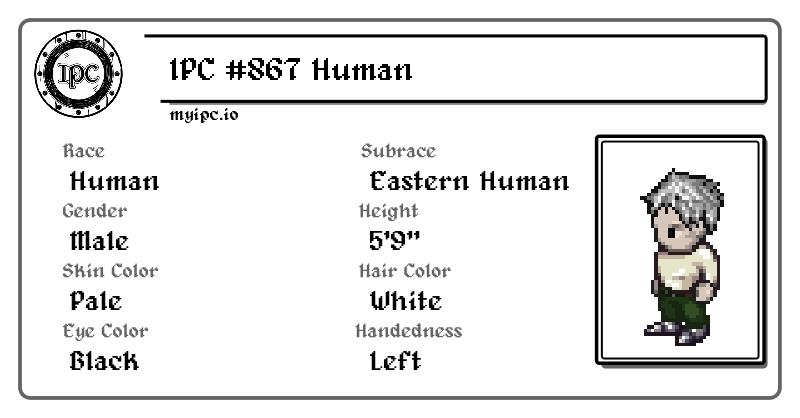 IPC
IPC #867 Human
myipc.io
Race
Human
Subrace
Eastern Human
Gender
Male
Height
5'9"
Skin Color
Pale
Hair Color
White
Eye Color
Black
Handedness
Left